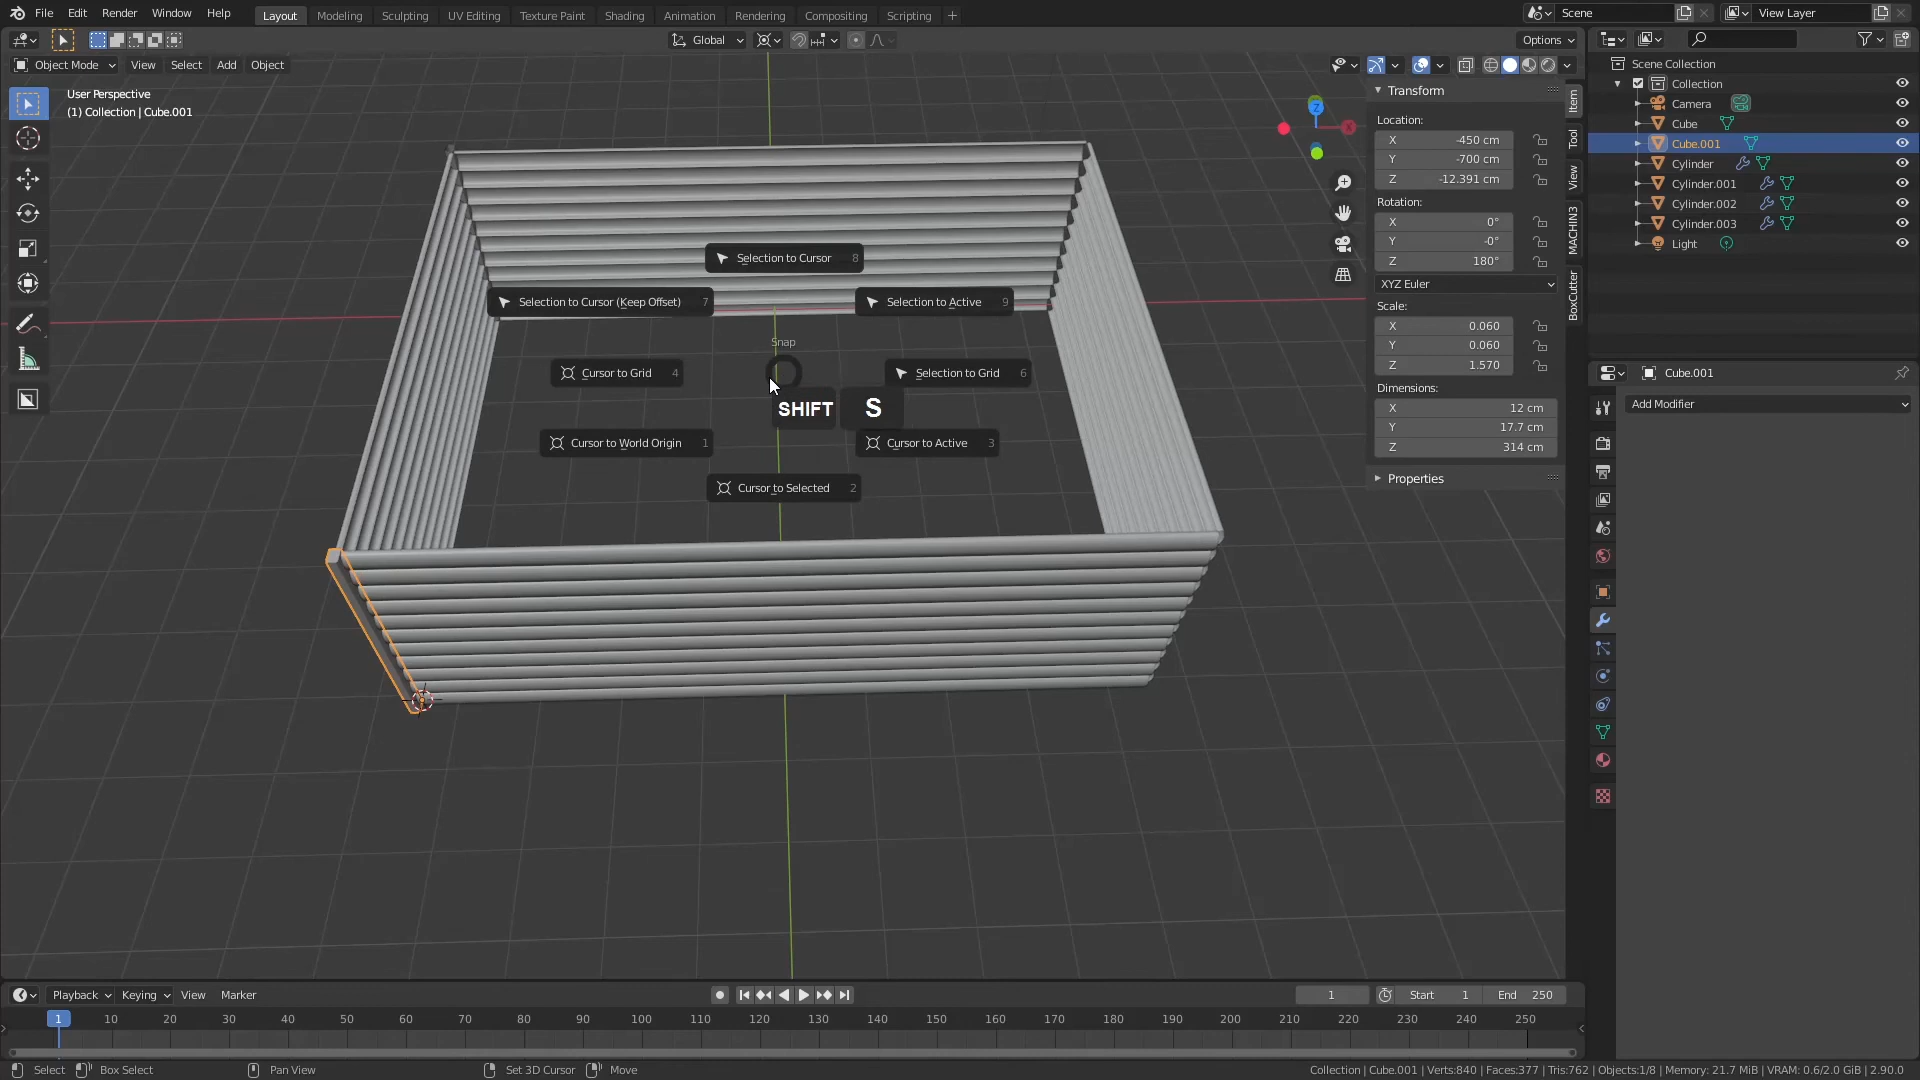 File Edit Render Window Help Layout Modeling Sculpting UV Editing Texture Paint Shading Animation Rendering Compositing Scripting + Scene View Layer
Global Options
Object Mode View Select Add Object
User Perspective
(1) Collection | Cube.001
Z
X
Selection to Cursor 8
Selection to Cursor (Keep Offset) 7
Selection to Active 9
Snap
Cursor to Grid 4
Selection to Grid 6
SHIFT S
Cursor to World Origin 1
Cursor to Active 3
Cursor to Selected 2
Transform
Location:
X -450 cm
Y -700 cm
Z -12.391 cm
Rotation:
X 0°
Y -0°
Z 180°
XYZ Euler
Scale:
X 0.060
Y 0.060
Z 1.570
Dimensions:
X 12 cm
Y 17.7 cm
Z 314 cm
Properties
Item
Tool
View
MACHIN3
BoxCutter
Scene Collection
Collection
Camera
Cube
Cube.001
Cylinder
Cylinder.001
Cylinder.002
Cylinder.003
Light
Cube.001
Add Modifier
Playback Keying View Marker 1 Start 1 End 250
1 10 20 30 40 50 60 70 80 90 100 110 120 130 140 150 160 170 180 190 200 210 220 230 240 250
Select Box Select Pan View Set 3D Cursor Move Collection | Cube.001 | Verts:840 | Faces:377 | Tris:762 | Objects:1/8 | Memory: 21.7 MiB | VRAM: 0.6/2.0 GiB | 2.90.0